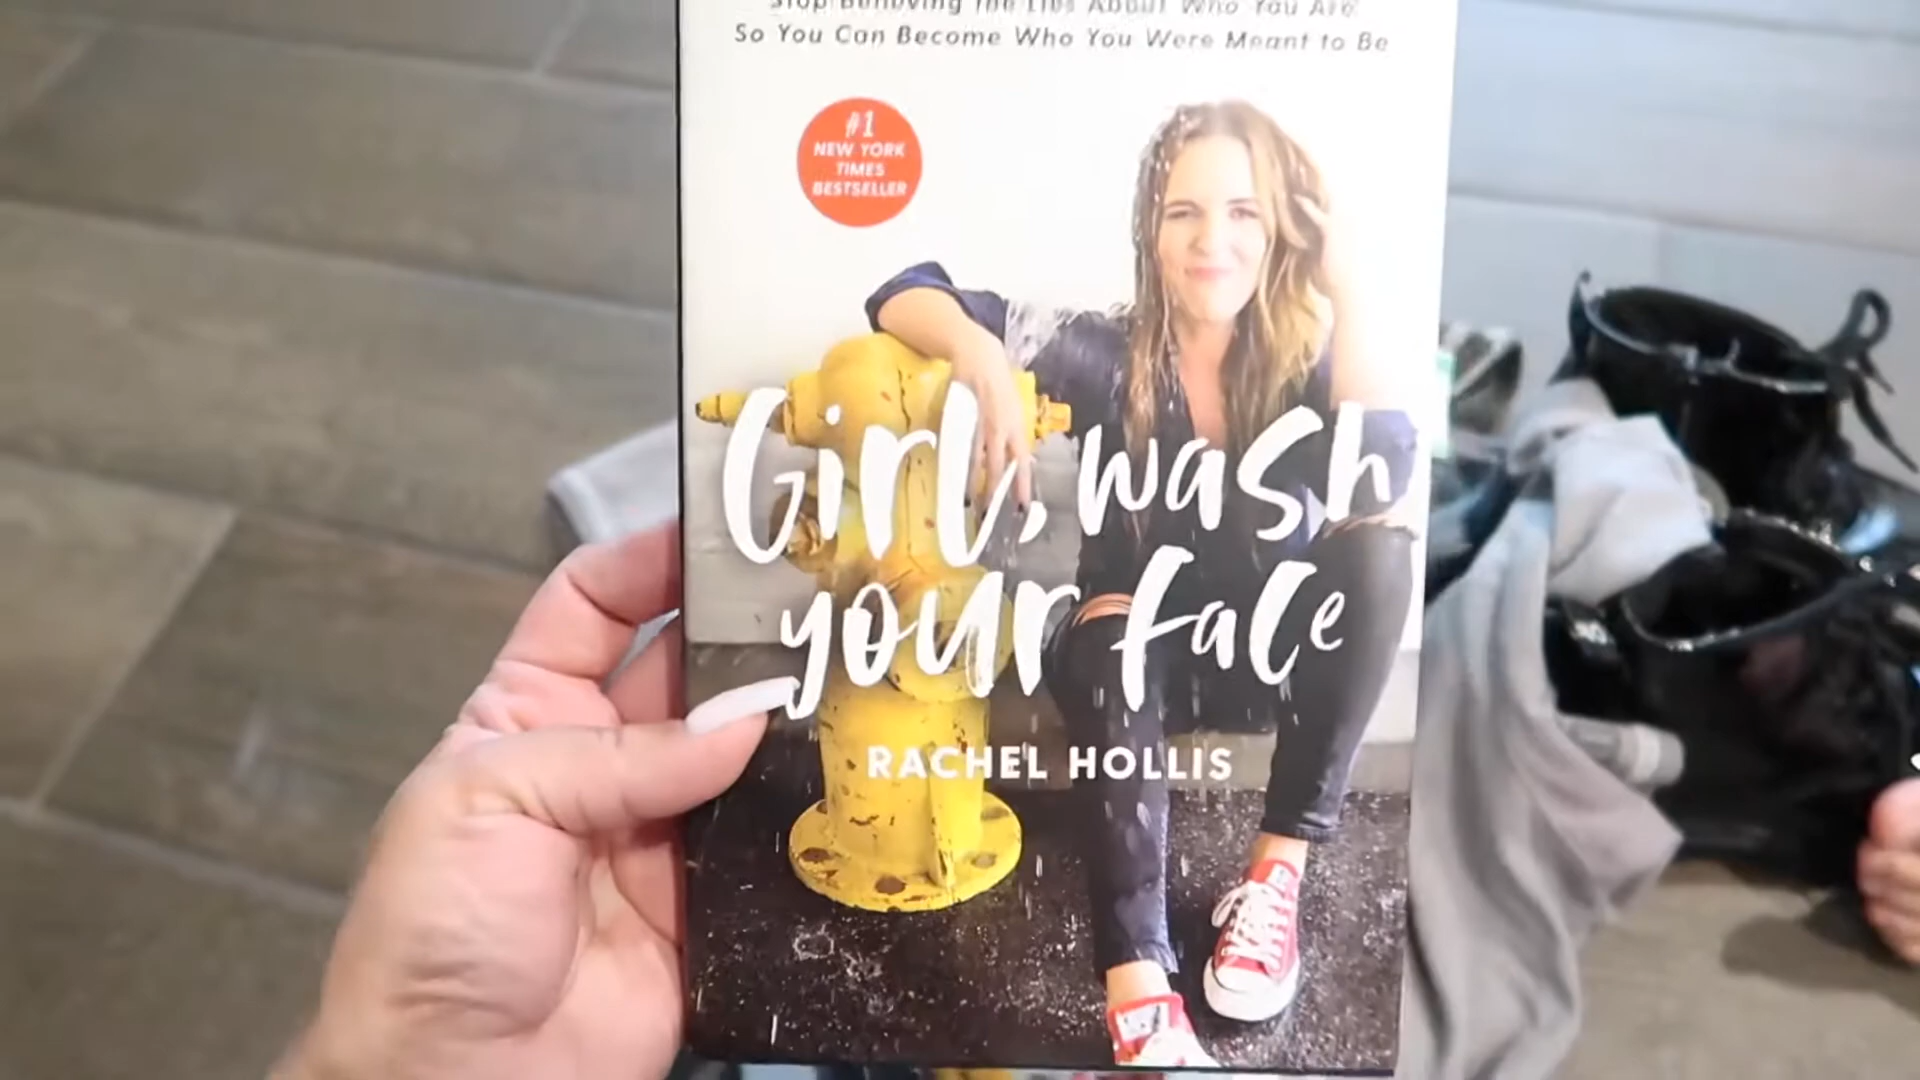 Stop Believing the Lies About Who You Are
So You Can Become Who You Were Meant to Be
#1
NEW YORK
TIMES
BESTSELLER
Girl, wash
your face
RACHEL HOLLIS